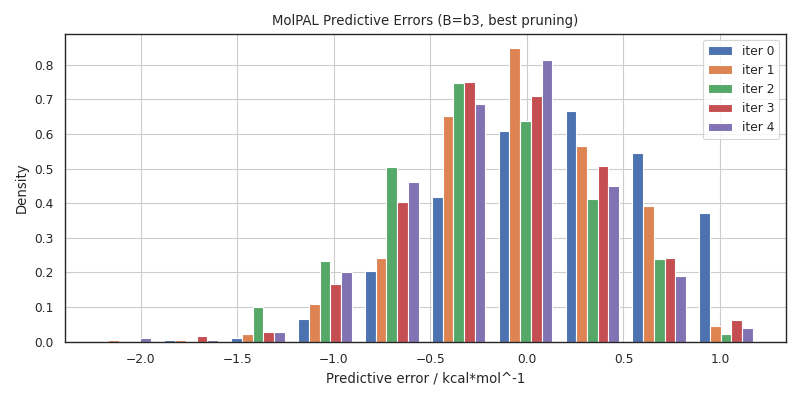 MolPAL Predictive Errors (B=b3, best pruning)
iter 0
iter 1
iter 2
iter 3
iter 4
Density
0.8
0.7
0.6
0.5
0.4
0.3
0.2
0.1
0.0
−2.0 −1.5 −1.0 −0.5 0.0 0.5 1.0
Predictive error / kcal*mol^-1